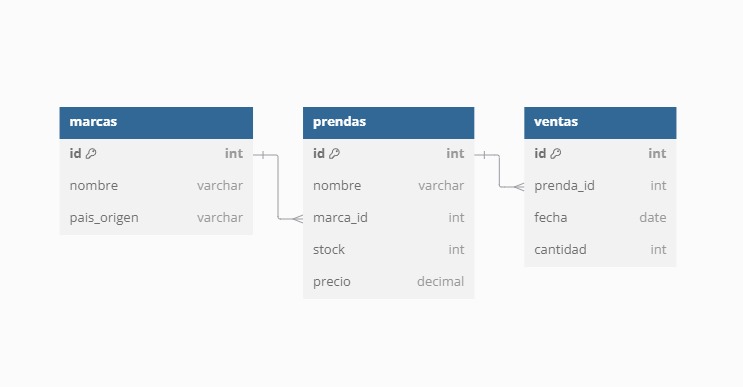 marcas
id int
nombre varchar
pais_origen varchar
prendas
id int
nombre varchar
marca_id int
stock int
precio decimal
ventas
id int
prenda_id int
fecha date
cantidad int